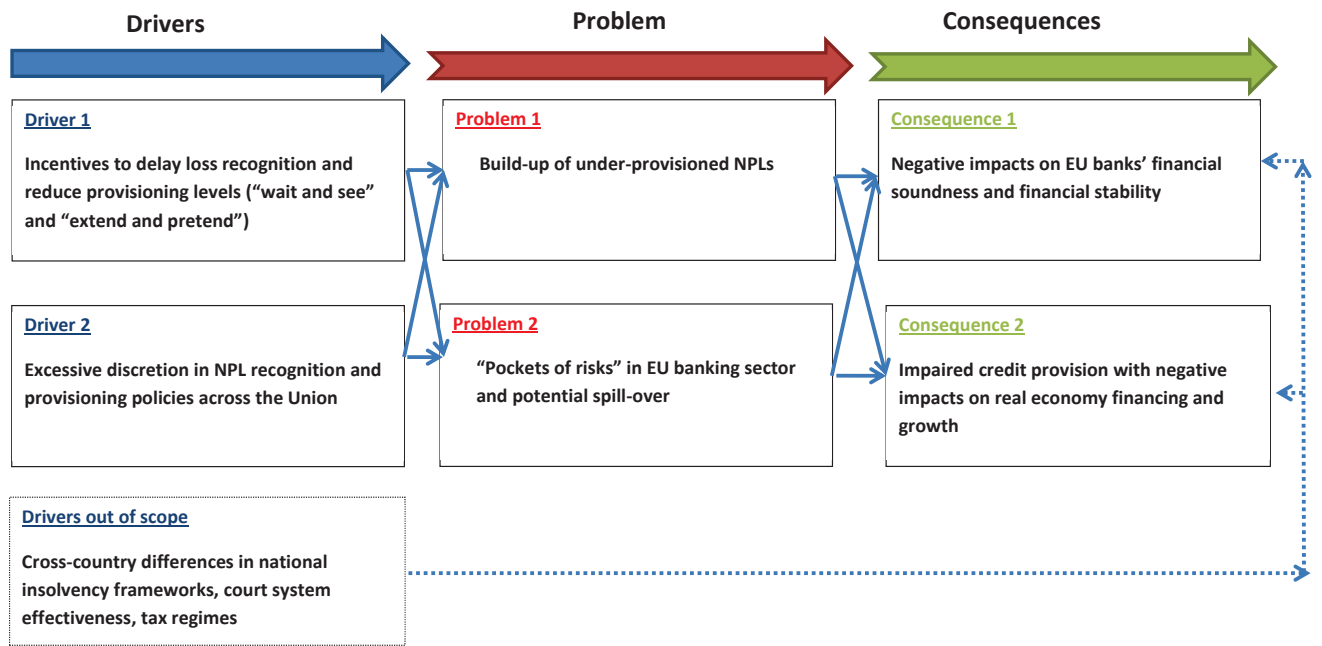 Drivers
Problem
Consequences
Driver 1
Incentives to delay loss recognition and
reduce provisioning levels (“wait and see”
and “extend and pretend”)
Problem 1
Build-up of under-provisioned NPLs
Consequence 1
Negative impacts on EU banks’ financial
soundness and financial stability
Driver 2
Excessive discretion in NPL recognition and
provisioning policies across the Union
Problem 2
“Pockets of risks” in EU banking sector
and potential spill-over
Consequence 2
Impaired credit provision with negative
impacts on real economy financing and
growth
Drivers out of scope
Cross-country differences in national
insolvency frameworks, court system
effectiveness, tax regimes